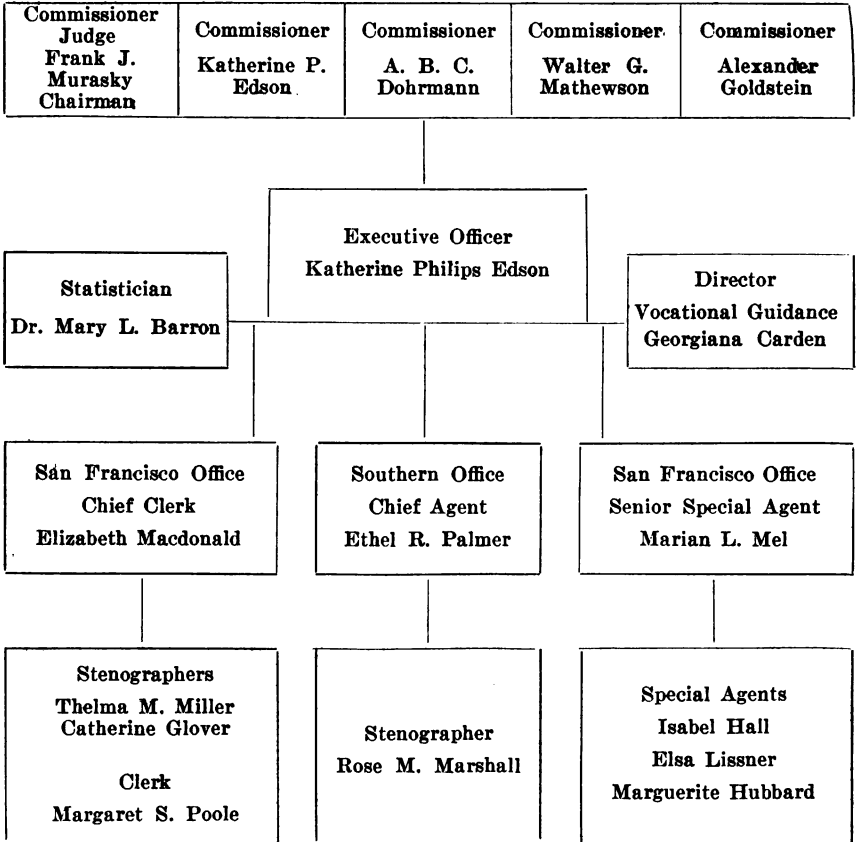 Commissioner
Judge
Frank J.
Murasky
Chairman
Commissioner
Katherine P.
Edson
Commissioner
A. B. C.
Dohrmann
Commissioner
Walter G.
Mathewson
Commissioner
Alexander
Goldstein
Executive Officer
Katherine Philips Edson
Statistician
Dr. Mary L. Barron
Director
Vocational Guidance
Georgiana Carden
San Francisco Office
Chief Clerk
Elizabeth Macdonald
Southern Office
Chief Agent
Ethel R. Palmer
San Francisco Office
Senior Special Agent
Marian L. Mel
Stenographers
Thelma M. Miller
Catherine Glover
Clerk
Margaret S. Poole
Stenographer
Rose M. Marshall
Special Agents
Isabel Hall
Elsa Lissner
Marguerite Hubbard